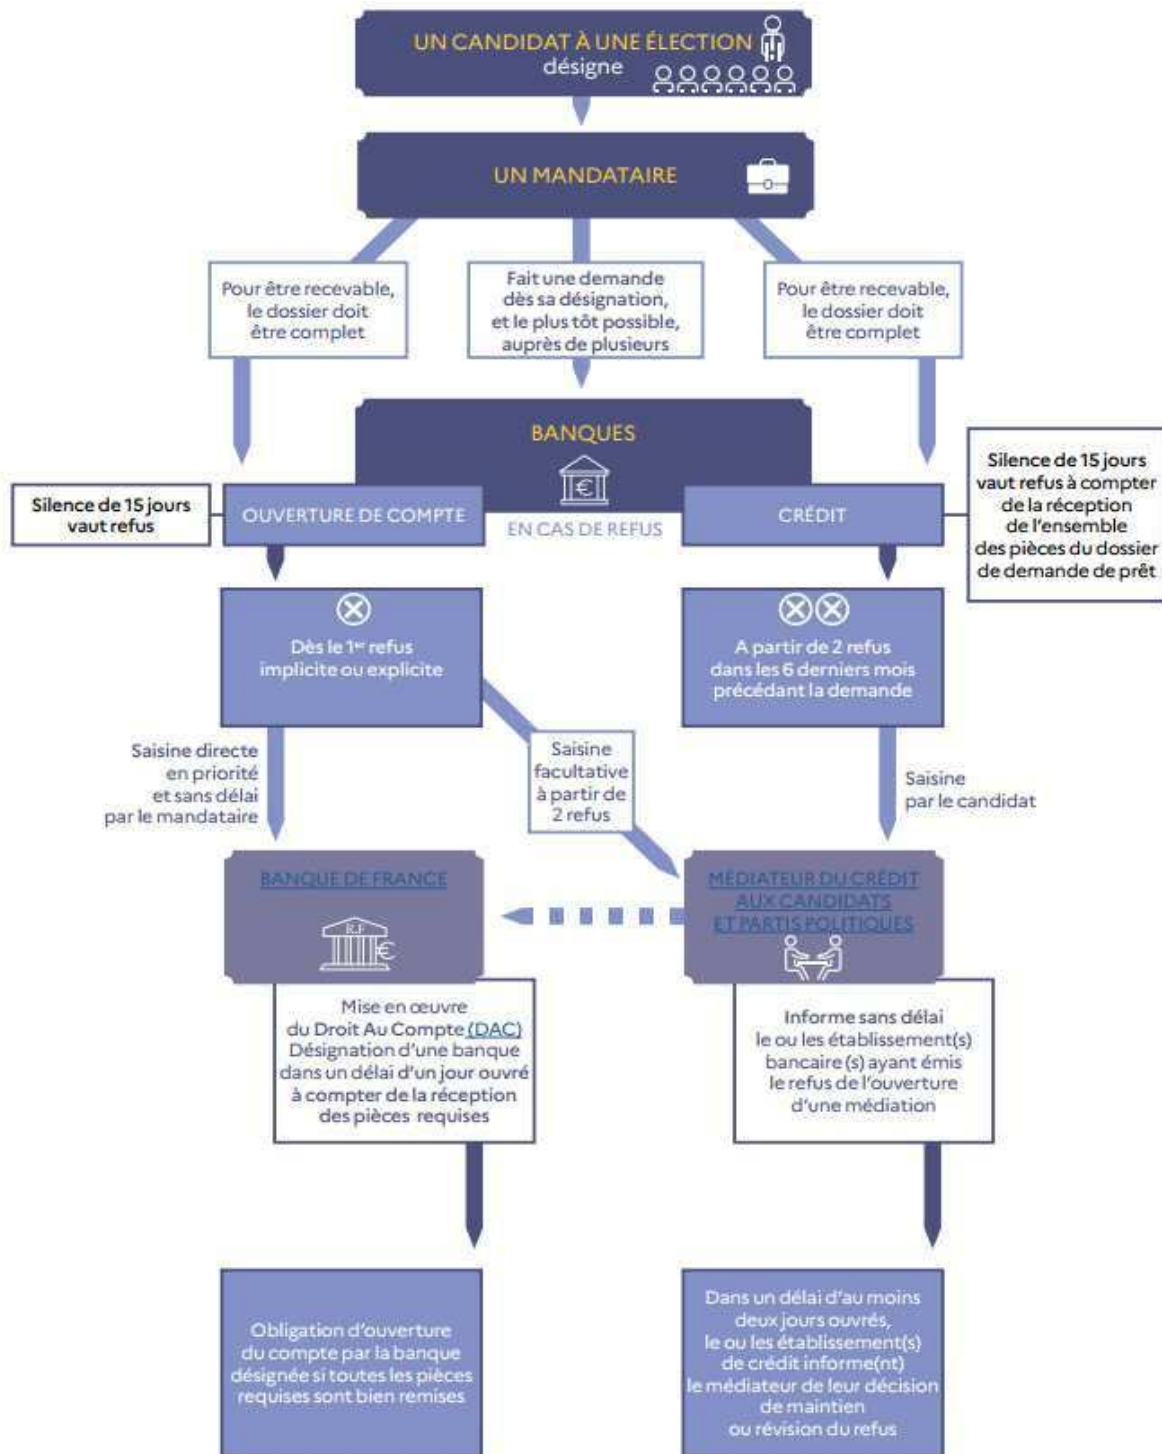 UN CANDIDAT À UNE ÉLECTION
désigne
UN MANDATAIRE
Pour être recevable,
le dossier doit
être complet
Fait une demande
dès sa désignation,
et le plus tôt possible,
auprès de plusieurs
Pour être recevable,
le dossier doit
être complet
BANQUES
€
Silence de 15 jours
vaut refus
OUVERTURE DE COMPTE
EN CAS DE REFUS
CRÉDIT
Silence de 15 jours
vaut refus à compter
de la réception
de l'ensemble
des pièces du dossier
de demande de prêt
Dès le 1er refus
implicite ou explicite
A partir de 2 refus
dans les 6 derniers mois
précédant la demande
Saisine directe
en priorité
et sans délai
par le mandataire
Saisine
facultative
à partir de
2 refus
Saisine
par le candidat
BANQUE DE FRANCE
R.F
€
MÉDIATEUR DU CRÉDIT
AUX CANDIDATS
ET PARTIS POLITIQUES
Mise en œuvre
du Droit Au Compte (DAC)
Désignation d'une banque
dans un délai d'un jour ouvré
à compter de la réception
des pièces requises
Informe sans délai
le ou les établissement(s)
bancaire (s) ayant émis
le refus de l'ouverture
d'une médiation
Obligation d'ouverture
du compte par la banque
désignée si toutes les pièces
requises sont bien remises
Dans un délai d'au moins
deux jours ouvrés,
le ou les établissement(s)
de crédit informe(nt)
le médiateur de leur décision
de maintien
ou révision du refus